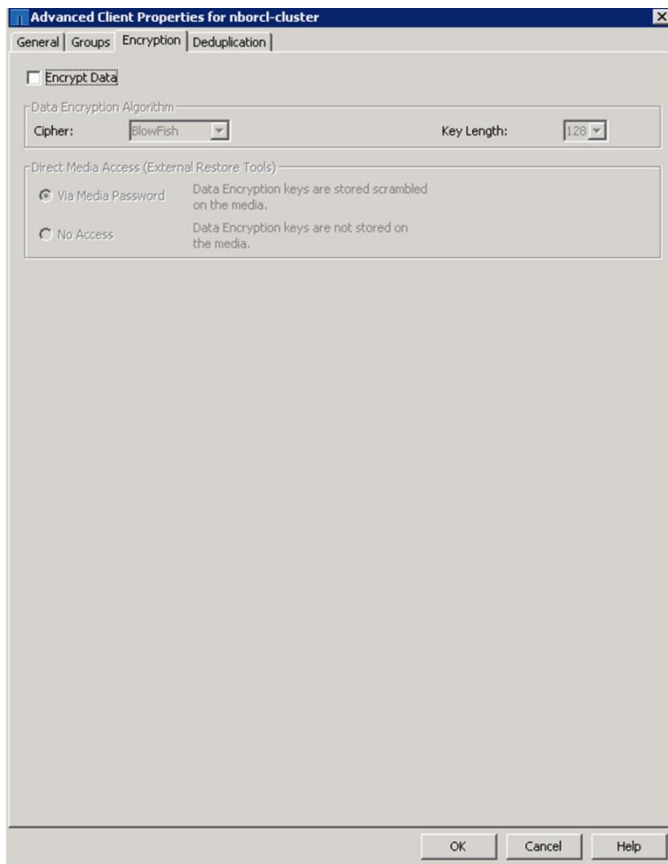 Advanced Client Properties for nborcl-cluster
General Groups Encryption Deduplication
Encrypt Data
Data Encryption Algorithm
Cipher: BlowFish Key Length: 128
Direct Media Access (External Restore Tools)
Via Media Password Data Encryption keys are stored scrambled
on the media.
No Access Data Encryption keys are not stored on
the media.
OK Cancel Help